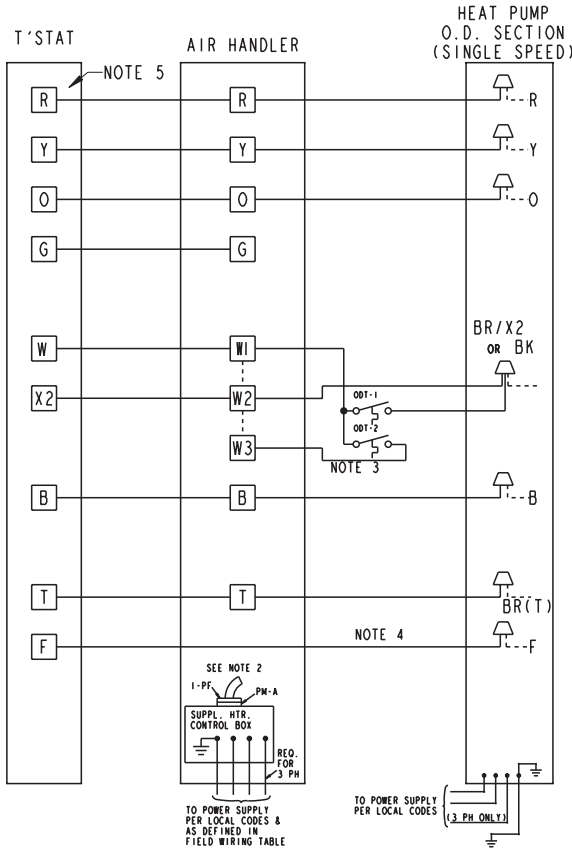 HEAT PUMP
O.D. SECTION
(SINGLE SPEED)
T'STAT
AIR HANDLER
NOTE 5
R
R
R
Y
Y
Y
O
O
O
G
G
BR/X2
OR BK
W
W1
X2
W2
ODT-1
ODT-2
W3
NOTE 3
B
B
B
T
T
BR(T)
F
NOTE 4
F
SEE NOTE 2
1-PF
PM-A
SUPPL. HTR.
CONTROL BOX
REQ.
FOR
3 PH
TO POWER SUPPLY
PER LOCAL CODES &
AS DEFINED IN
FIELD WIRING TABLE
TO POWER SUPPLY
PER LOCAL CODES
(3 PH ONLY)